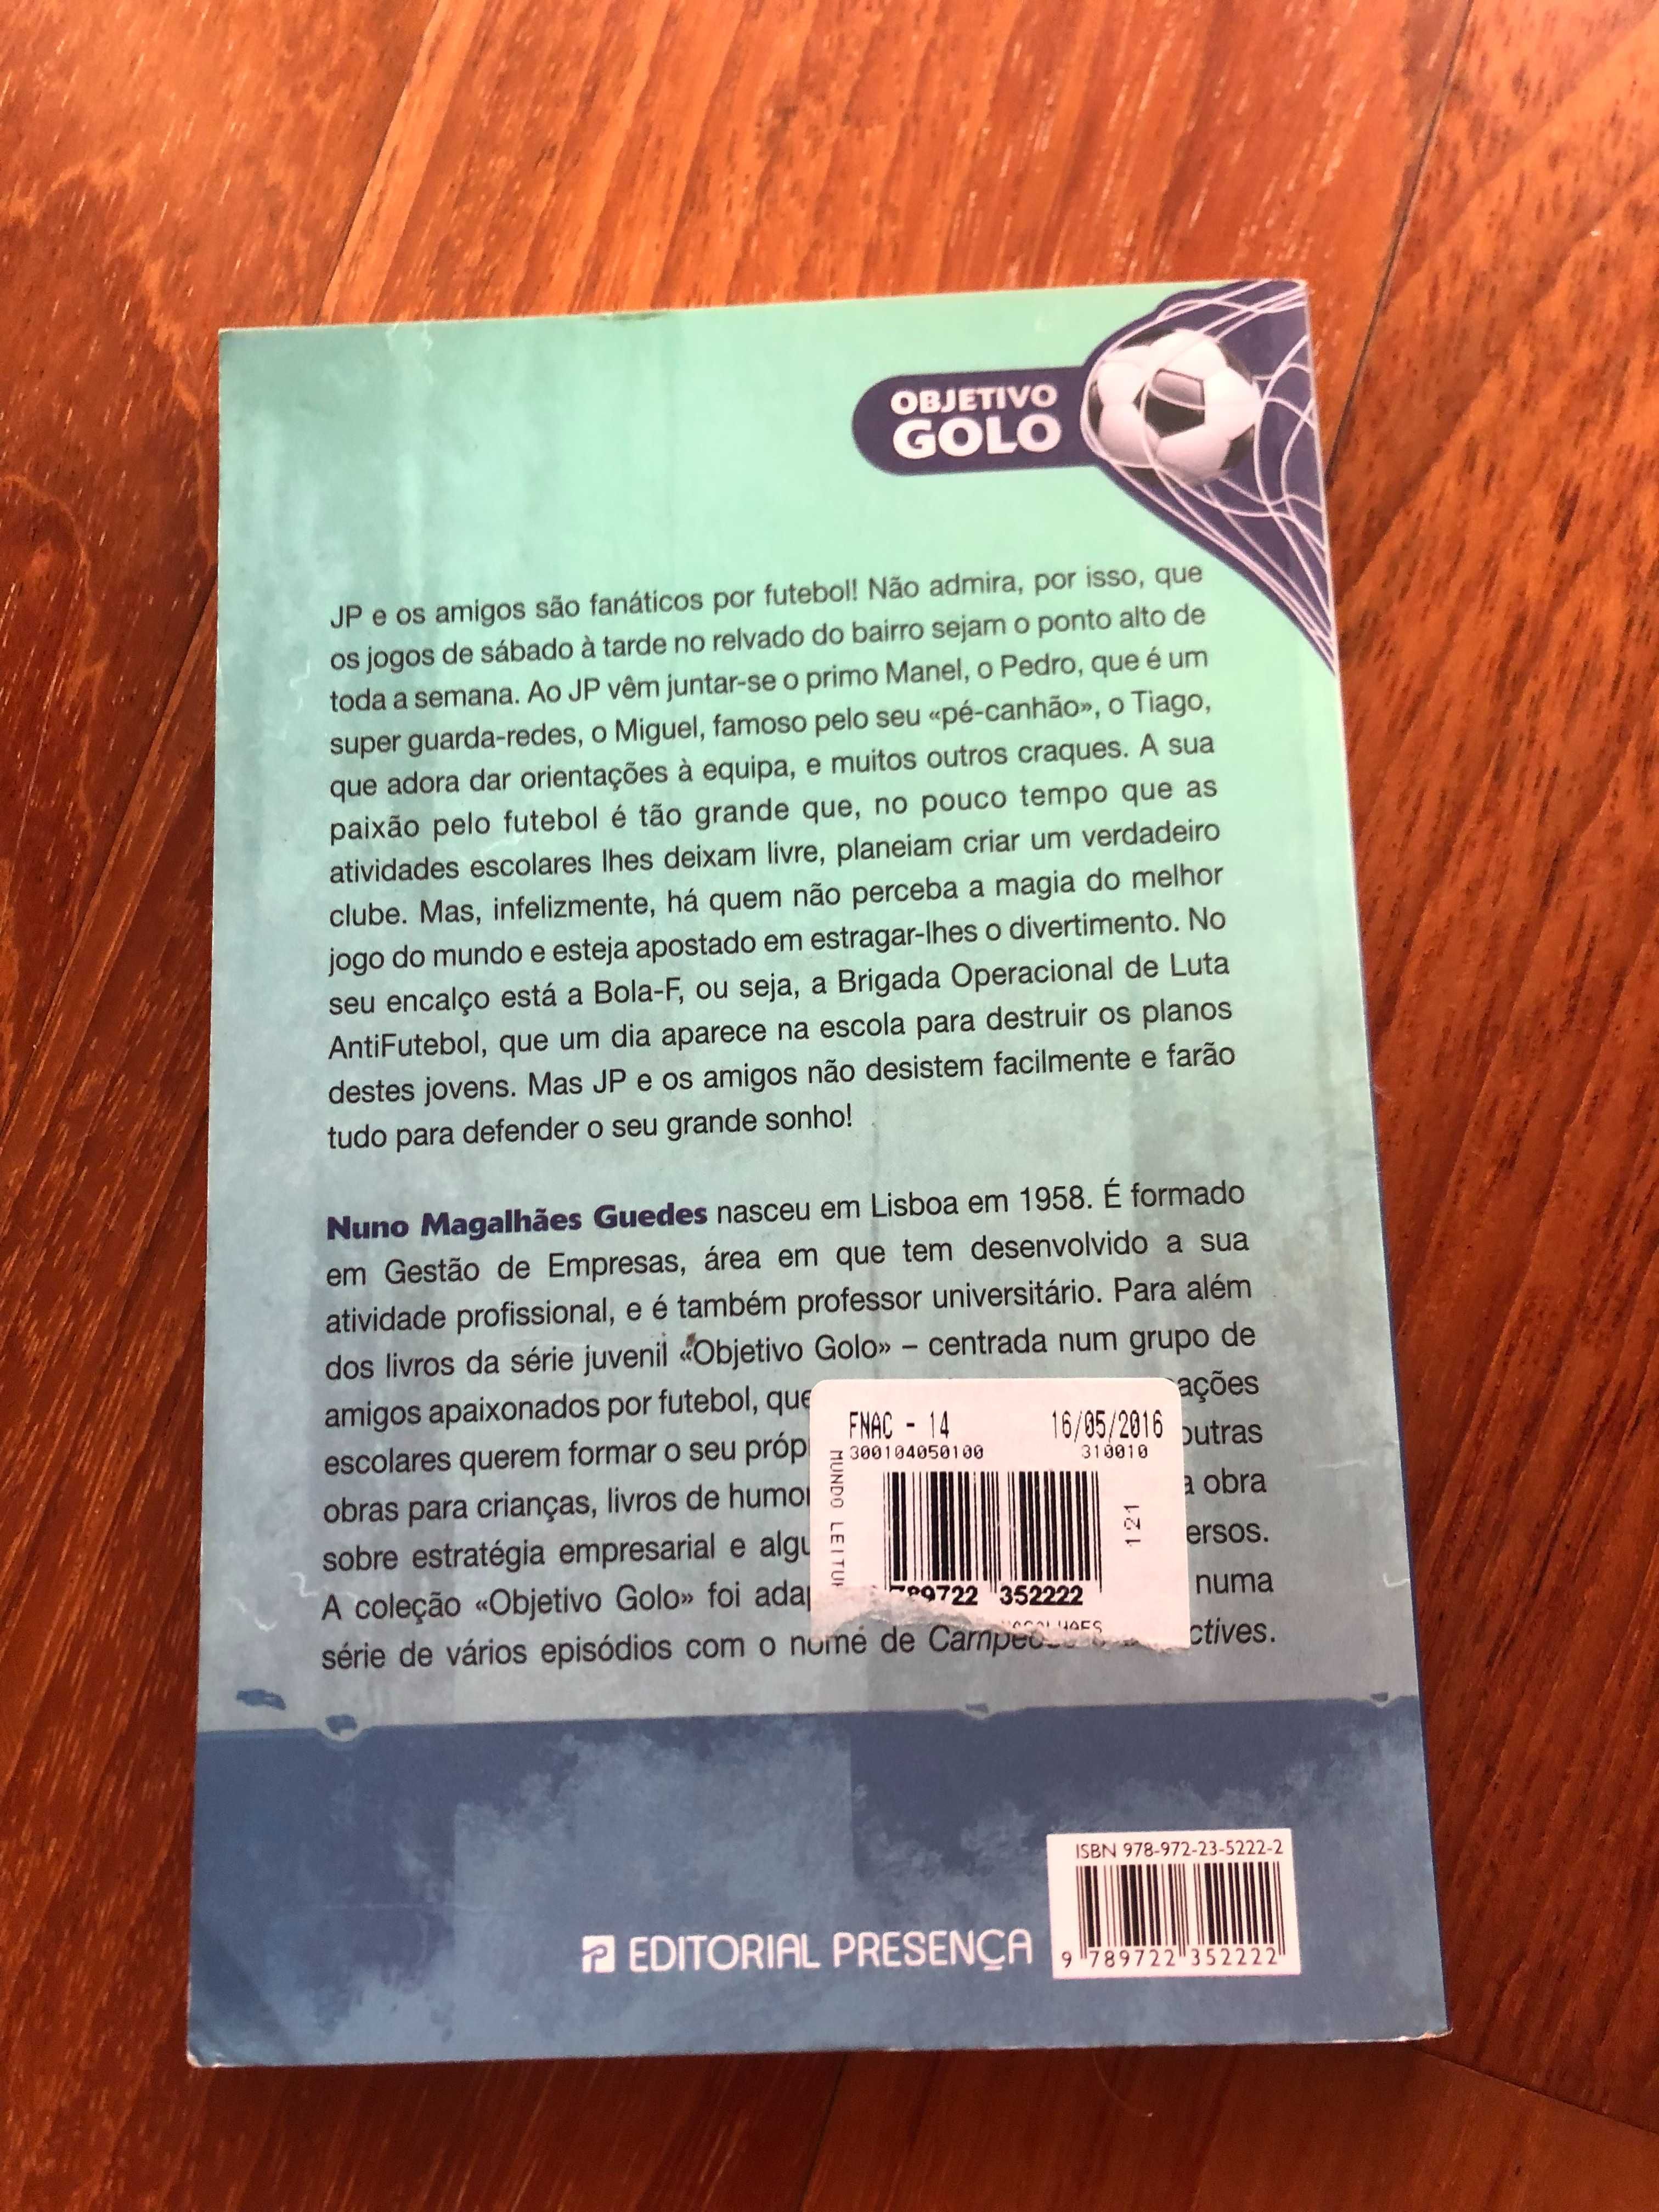 OBJETIVO
GOLO
JP e os amigos são fanáticos por futebol! Não admira, por isso, que
os jogos de sábado à tarde no relvado do bairro sejam o ponto alto de
toda a semana. Ao JP vêm juntar-se o primo Manel, o Pedro, que é um
super guarda-redes, o Miguel, famoso pelo seu «pé-canhão», o Tiago,
que adora dar orientações à equipa, e muitos outros craques. A sua
paixão pelo futebol é tão grande que, no pouco tempo que as
atividades escolares lhes deixam livre, planeiam criar um verdadeiro
clube. Mas, infelizmente, há quem não perceba a magia do melhor
jogo do mundo e esteja apostado em estragar-lhes o divertimento. No
seu encalço está a Bola-F, ou seja, a Brigada Operacional de Luta
AntiFutebol, que um dia aparece na escola para destruir os planos
destes jovens. Mas JP e os amigos não desistem facilmente e farão
tudo para defender o seu grande sonho!
Nuno Magalhães Guedes nasceu em Lisboa em 1958. É formado
em Gestão de Empresas, área em que tem desenvolvido a sua
atividade profissional, e é também professor universitário. Para além
dos livros da série juvenil «Objetivo Golo» – centrada num grupo de
amigos apaixonados por futebol, que
escolares querem formar o seu outras
obras para crianças, livros de obra
sobre estratégia empresarial e
A coleção «Objetivo Golo» foi numa
série de vários episódios com o nome de
FNAC - 14 16/05/2016
300104050100 310010
MUNDO
121
789722 352222
EDITORIAL PRESENÇA
ISBN 978-972-23-5222-2
9 789722 352222